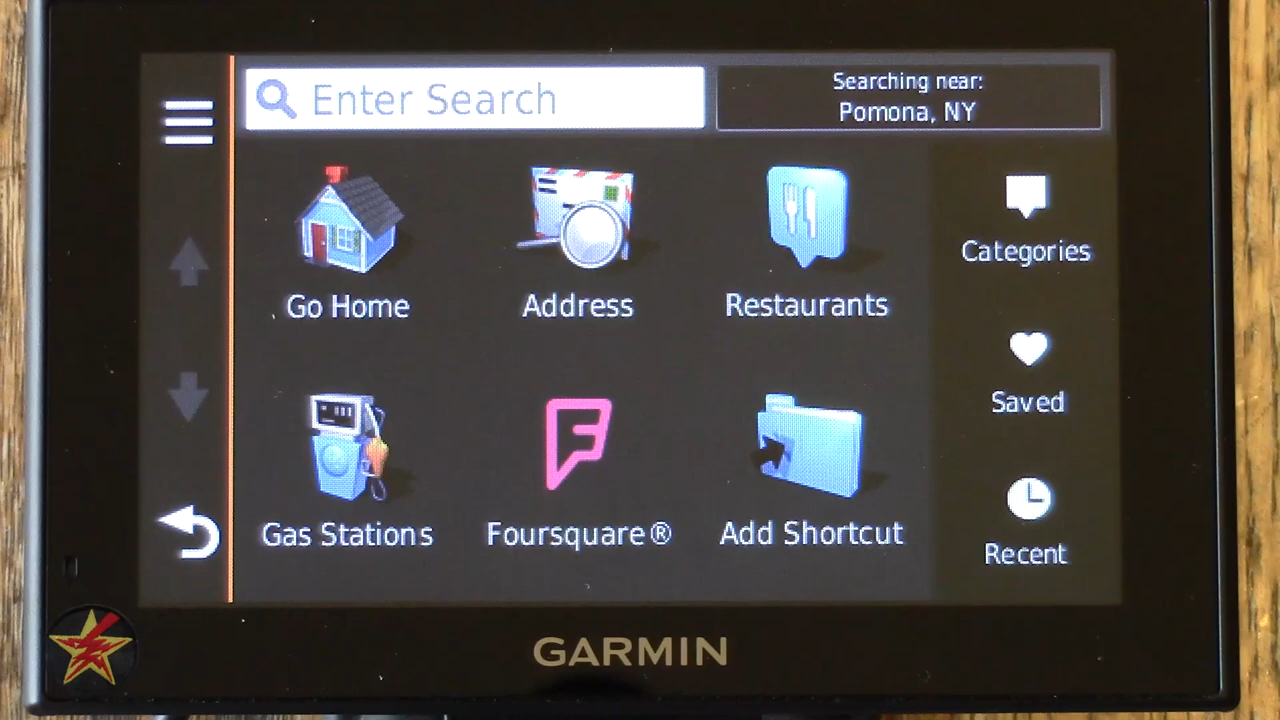 Enter Search
Searching near:
Pomona, NY
Go Home
Address
Restaurants
Categories
Saved
Gas Stations
Foursquare®
Add Shortcut
Recent
GARMIN